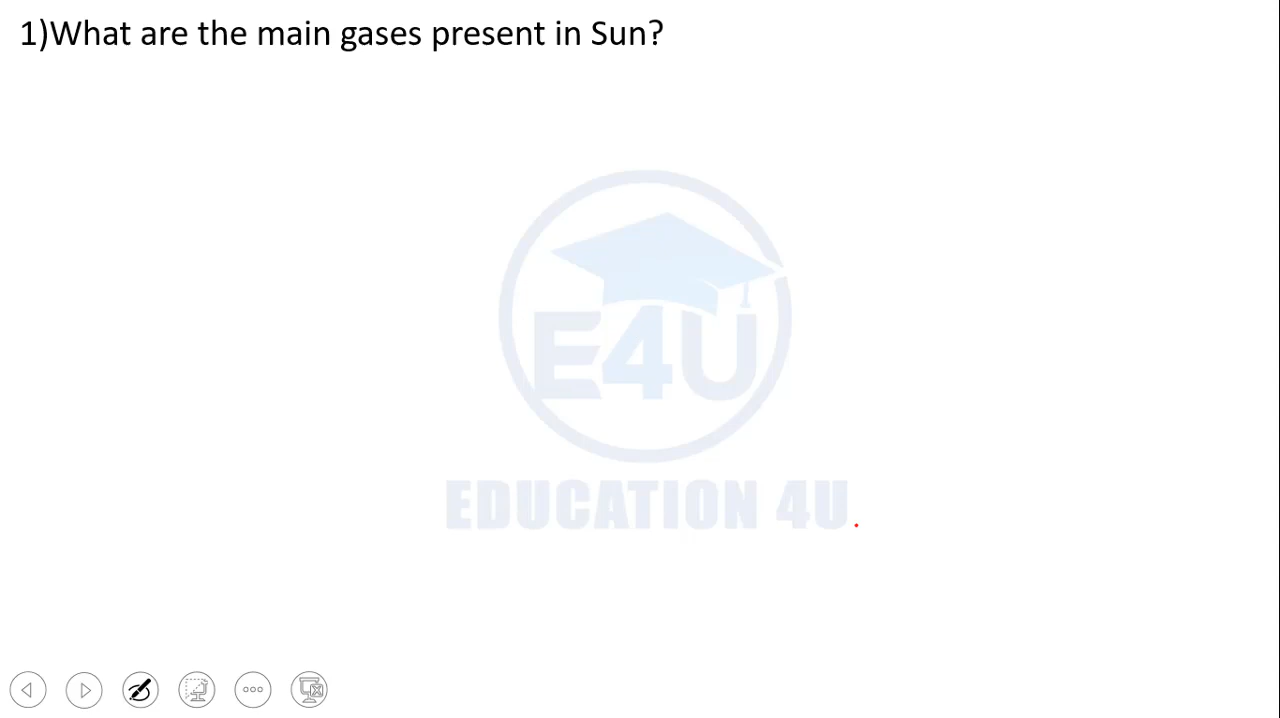 1)What are the main gases present in Sun?
E4U
EDUCATION 4U